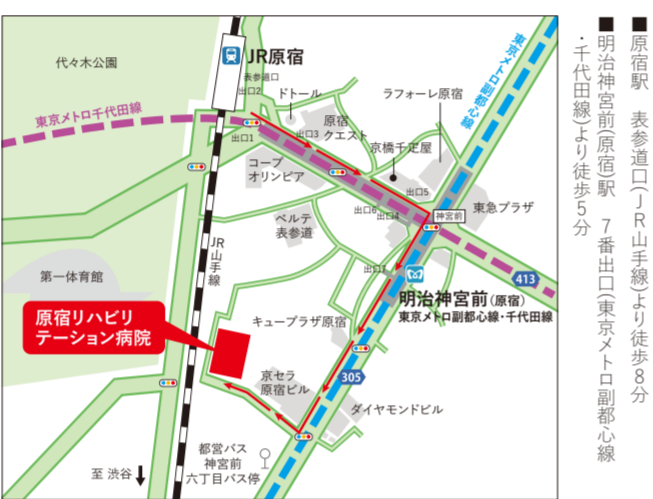 ■原宿駅　表参道口(JR山手線)より徒歩8分
■明治神宮前(原宿)駅　7番出口(東京メトロ副都心線
・千代田線)より徒歩5分
代々木公園
JR原宿
表参道口
出口2
東京メトロ副都心線
ドトール
ラフォーレ原宿
東京メトロ千代田線
出口3
原宿
クエスト
出口1
京橋千疋屋
コープ
オリンピア
出口5
出口6
出口4
神宮前
東急プラザ
ベルテ
表参道
JR山手線
出口7
第一体育館
413
明治神宮前(原宿)
東京メトロ副都心線・千代田線
原宿リハビリ
テーション病院
キュープラザ原宿
305
京セラ
原宿ビル
ダイヤモンドビル
都営バス
神宮前
六丁目バス停
至 渋谷